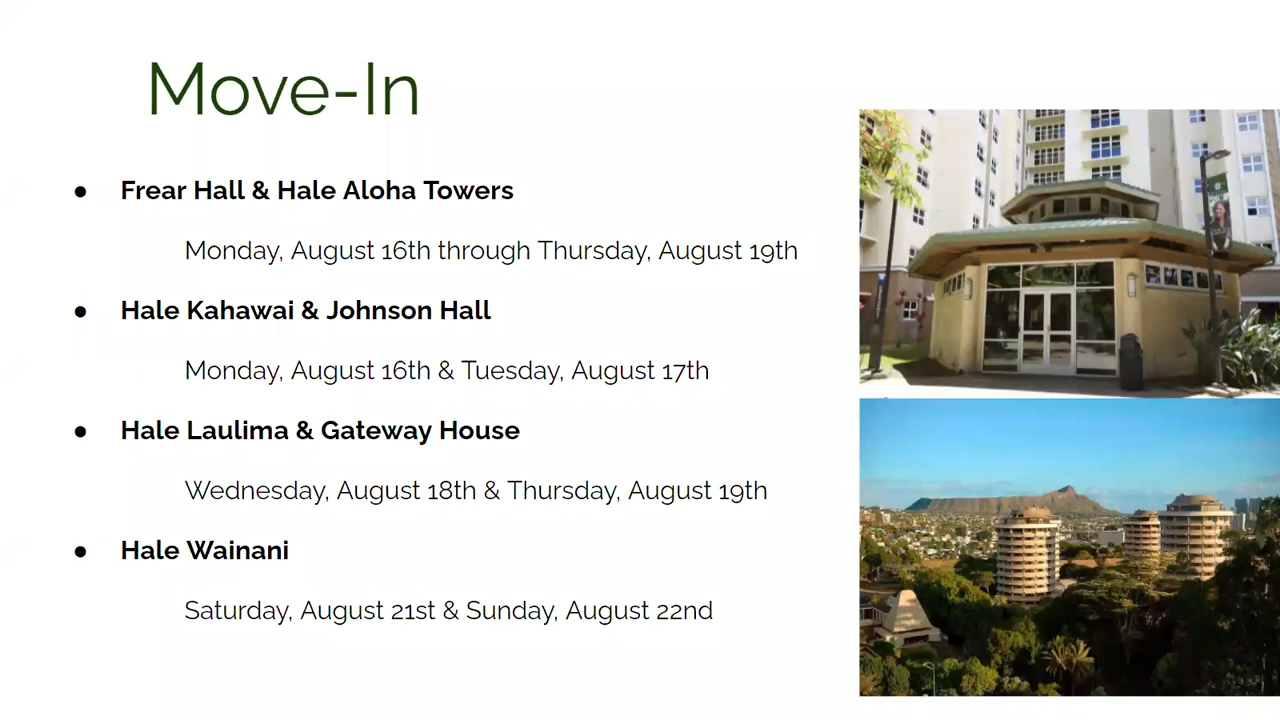 Move-In
● Frear Hall & Hale Aloha Towers
Monday, August 16th through Thursday, August 19th
● Hale Kahawai & Johnson Hall
Monday, August 16th & Tuesday, August 17th
● Hale Laulima & Gateway House
Wednesday, August 18th & Thursday, August 19th
● Hale Wainani
Saturday, August 21st & Sunday, August 22nd